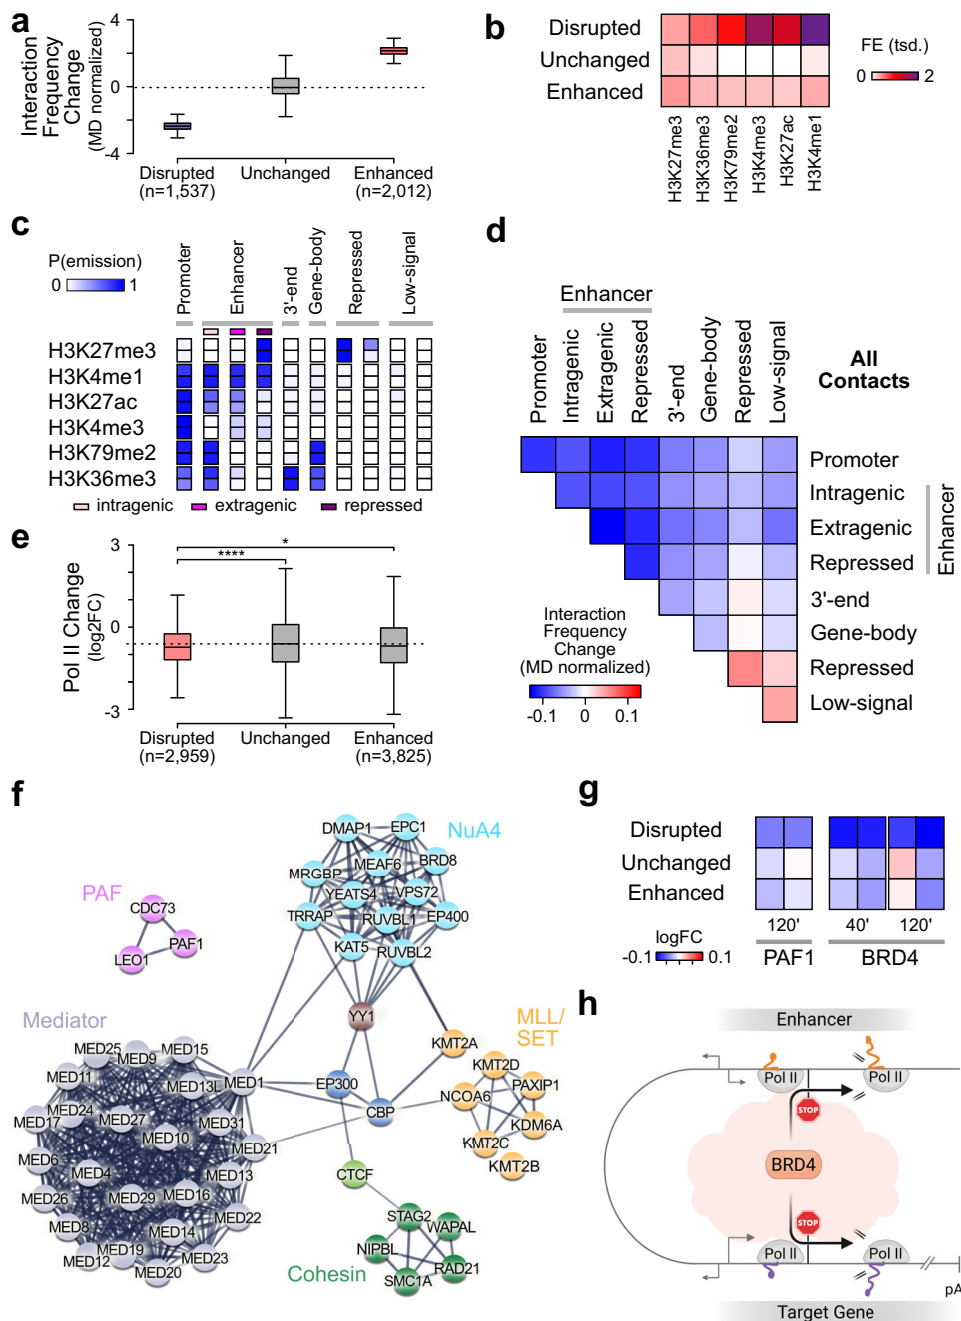 a
Interaction
Frequency
Change
(MD normalized)
4
0
-4
Disrupted
(n=1,537)
Unchanged
Enhanced
(n=2,012)
b
Disrupted
Unchanged
Enhanced
H3K27me3
H3K36me3
H3K79me2
H3K4me3
H3K27ac
H3K4me1
FE (tsd.)
0 2
c
P(emission)
0 1
Promoter
Enhancer
3'-end
Gene-body
Repressed
Low-signal
H3K27me3
H3K4me1
H3K27ac
H3K4me3
H3K79me2
H3K36me3
intragenic extragenic repressed
d
Enhancer
Promoter
Intragenic
Extragenic
Repressed
3'-end
Gene-body
Repressed
Low-signal
All
Contacts
Promoter
Intragenic
Extragenic
Repressed
Enhancer
3'-end
Gene-body
Repressed
Low-signal
Interaction
Frequency
Change
(MD normalized)
-0.1 0 0.1
e
Pol II Change
(log2FC)
3
0
-3
****
*
Disrupted
(n=2,959)
Unchanged
Enhanced
(n=3,825)
f
PAF
CDC73
PAF1
LEO1
NuA4
DMAP1
EPC1
MEAF6
BRD8
MRGBP
YEATS4
VPS72
TRRAP
RUVBL1
EP400
KAT5
RUVBL2
YY1
MLL/
SET
KMT2A
KMT2D
PAXIP1
NCOA6
KDM6A
KMT2C
KMT2B
EP300
CBP
CTCF
Cohesin
STAG2
WAPAL
NIPBL
RAD21
SMC1A
Mediator
MED25
MED15
MED9
MED11
MED13L
MED1
MED24
MED17
MED27
MED31
MED10
MED21
MED6
MED4
MED13
MED26
MED29
MED16
MED22
MED8
MED14
MED19
MED12
MED23
MED20
g
Disrupted
Unchanged
Enhanced
120' 40' 120'
PAF1 BRD4
logFC
-0.1 0.1
h
Enhancer
Pol II
Pol II
STOP
BRD4
STOP
Pol II
Pol II
pA
Target Gene